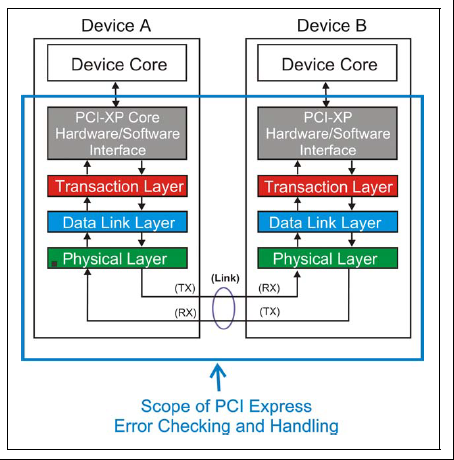 Device A
Device B
Device Core
Device Core
PCI-XP Core
Hardware/Software
Interface
PCI-XP
Hardware/Software
Interface
Transaction Layer
Transaction Layer
Data Link Layer
Data Link Layer
Physical Layer
Physical Layer
(TX)
(Link)
(RX)
(RX)
(TX)
Scope of PCI Express
Error Checking and Handling